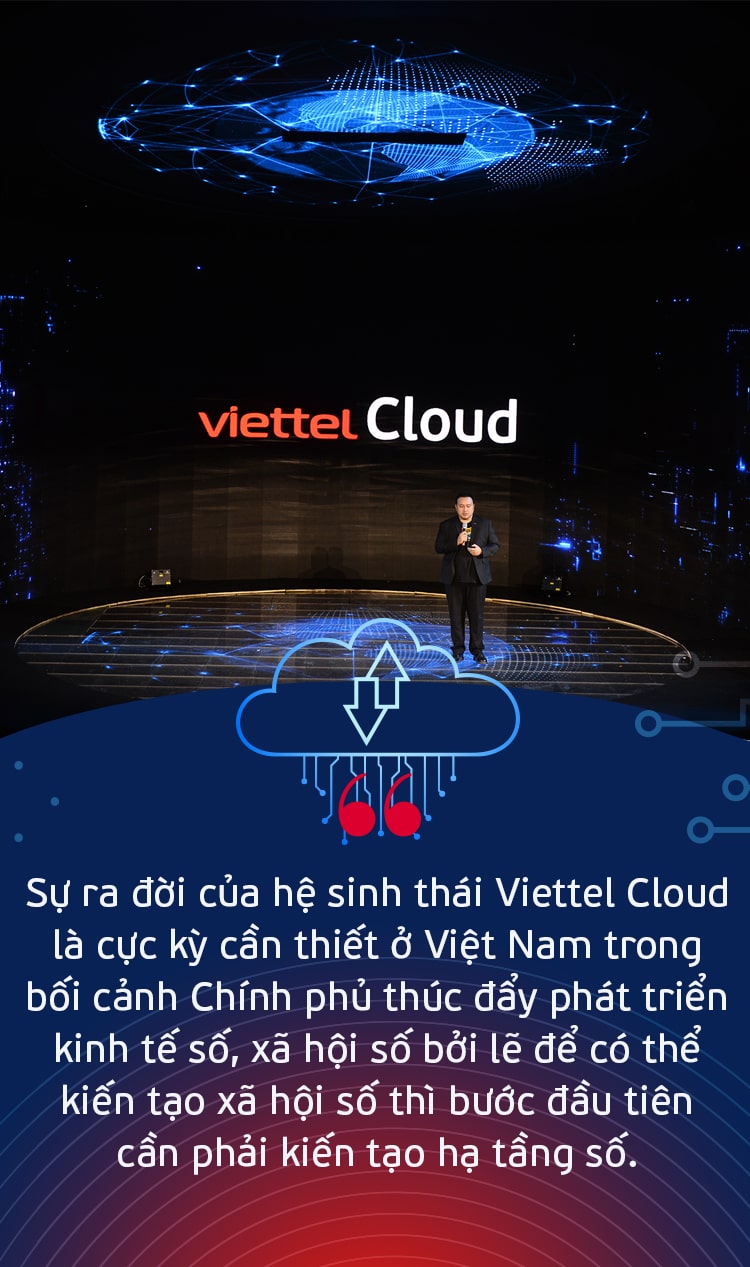 viettel Cloud
Sự ra đời của hệ sinh thái Viettel Cloud
là cực kỳ cần thiết ở Việt Nam trong
bối cảnh Chính phủ thúc đẩy phát triển
kinh tế số, xã hội số bởi lẽ để có thể
kiến tạo xã hội số thì bước đầu tiên
cần phải kiến tạo hạ tầng số.